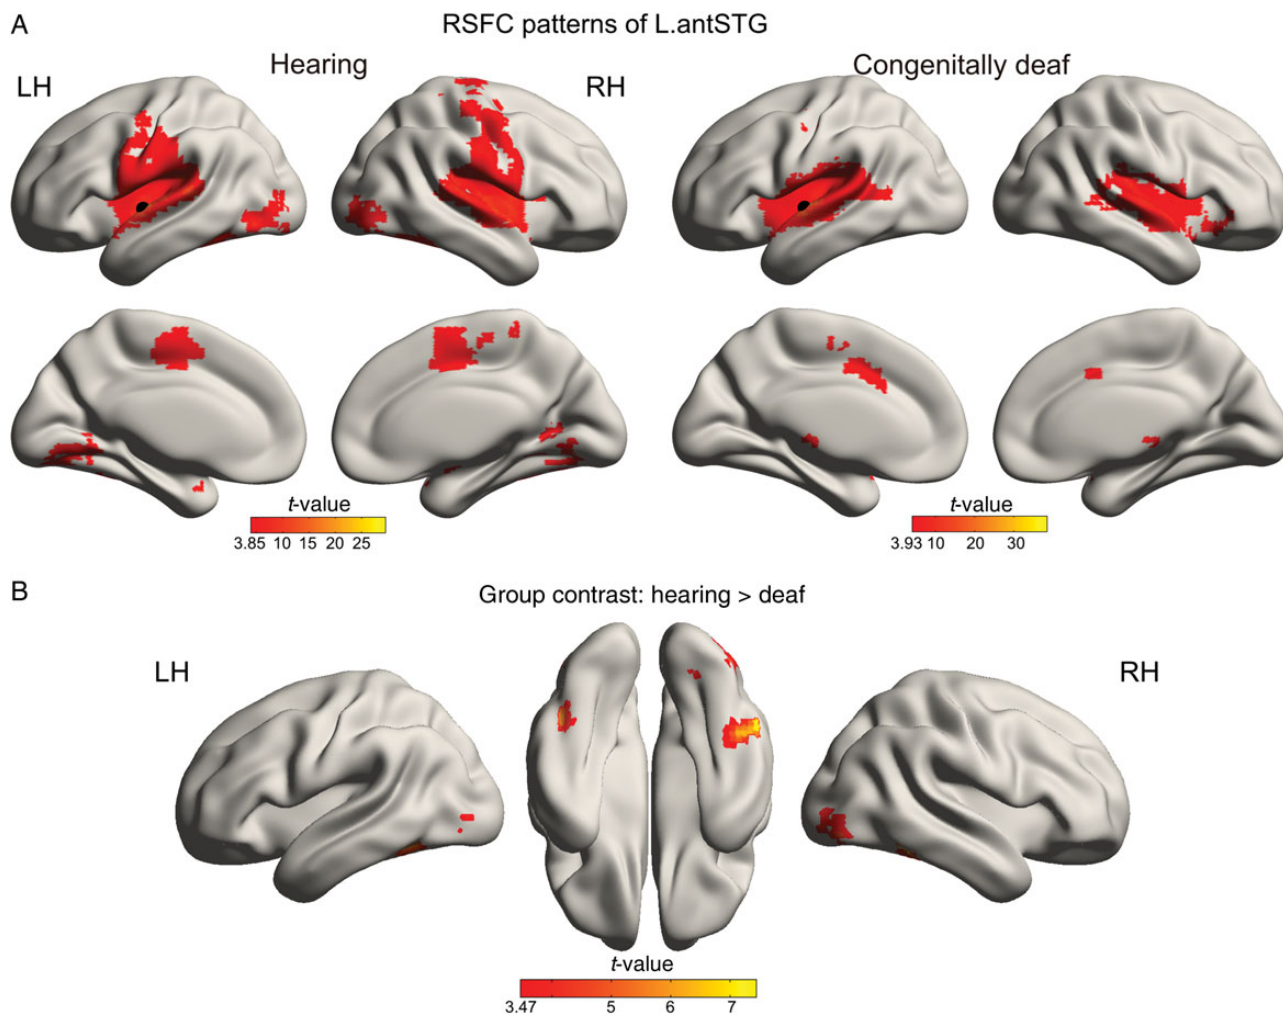 A
RSFC patterns of L.antSTG
Hearing
Congenitally deaf
LH
RH
t-value
3.85 10 15 20 25
t-value
3.93 10 20 30
B
Group contrast: hearing > deaf
LH
RH
t-value
3.47 5 6 7